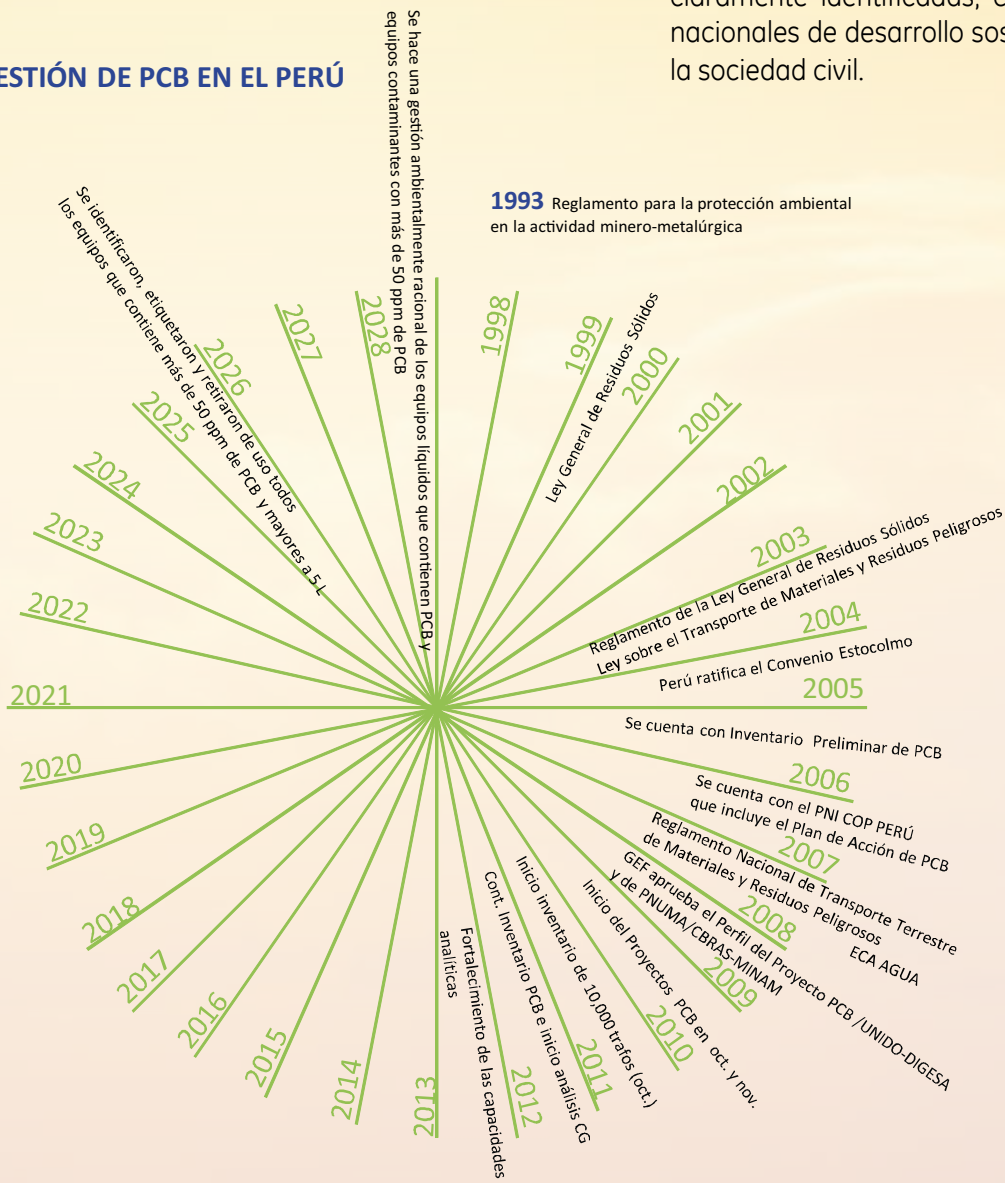 claramente identificadas,
nacionales de desarrollo sos
la sociedad civil.
ESTIÓN DE PCB EN EL PERÚ
1993 Reglamento para la protección ambiental
en la actividad minero-metalúrgica
1998
1999
Ley General de Residuos Sólidos
2000
2001
2002
2003
Reglamento de la Ley General de Residuos Sólidos
Ley sobre el Transporte de Materiales y Residuos Peligrosos
2004
Perú ratifica el Convenio Estocolmo
2005
Se cuenta con Inventario Preliminar de PCB
2006
Se cuenta con el PNI COP PERÚ
que incluye el Plan de Acción de PCB
2007
Reglamento Nacional de Transporte Terrestre
de Materiales y Residuos Peligrosos
ECA AGUA
2008
GEF aprueba el Perfil del Proyecto PCB /UNIDO-DIGESA
y de PNUMA/CBRAS-MINAM
2009
Inicio del Proyectos PCB en oct. y nov.
2010
Inicio inventario de 10,000 trafos (oct.)
2011
Cont. Inventario PCB e inicio análisis CG
2012
Fortalecimiento de las capacidades
analíticas
2013
2014
2015
2016
2017
2018
2019
2020
2021
2022
2023
2024
2025
Se identificaron, etiquetaron y retiraron de uso todos
los equipos que contiene más de 50 ppm de PCB y mayores a 5 L
2026
2027
2028
Se hace una gestión ambientalmente racional de los equipos líquidos que contienen PCB y
equipos contaminantes con más de 50 ppm de PCB